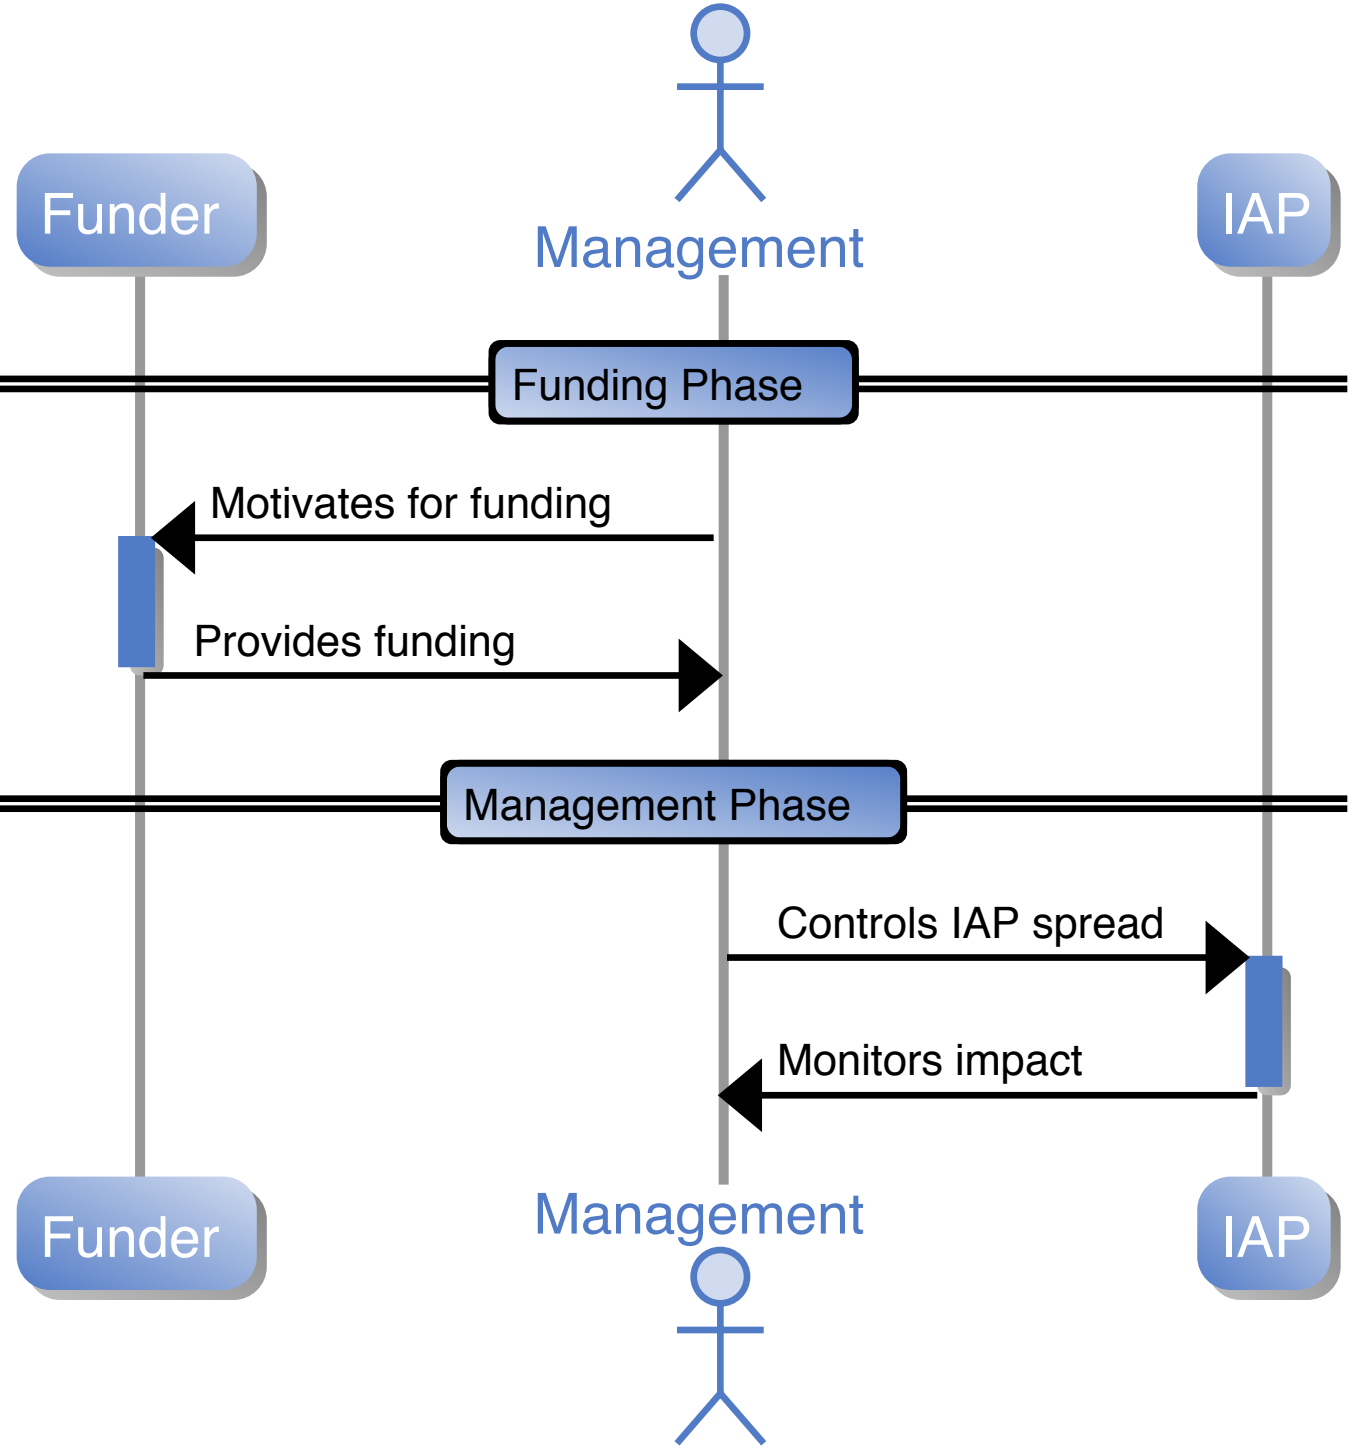 Funder
Management
IAP
Funding Phase
Motivates for funding
Provides funding
Management Phase
Controls IAP spread
Monitors impact
Funder
Management
IAP